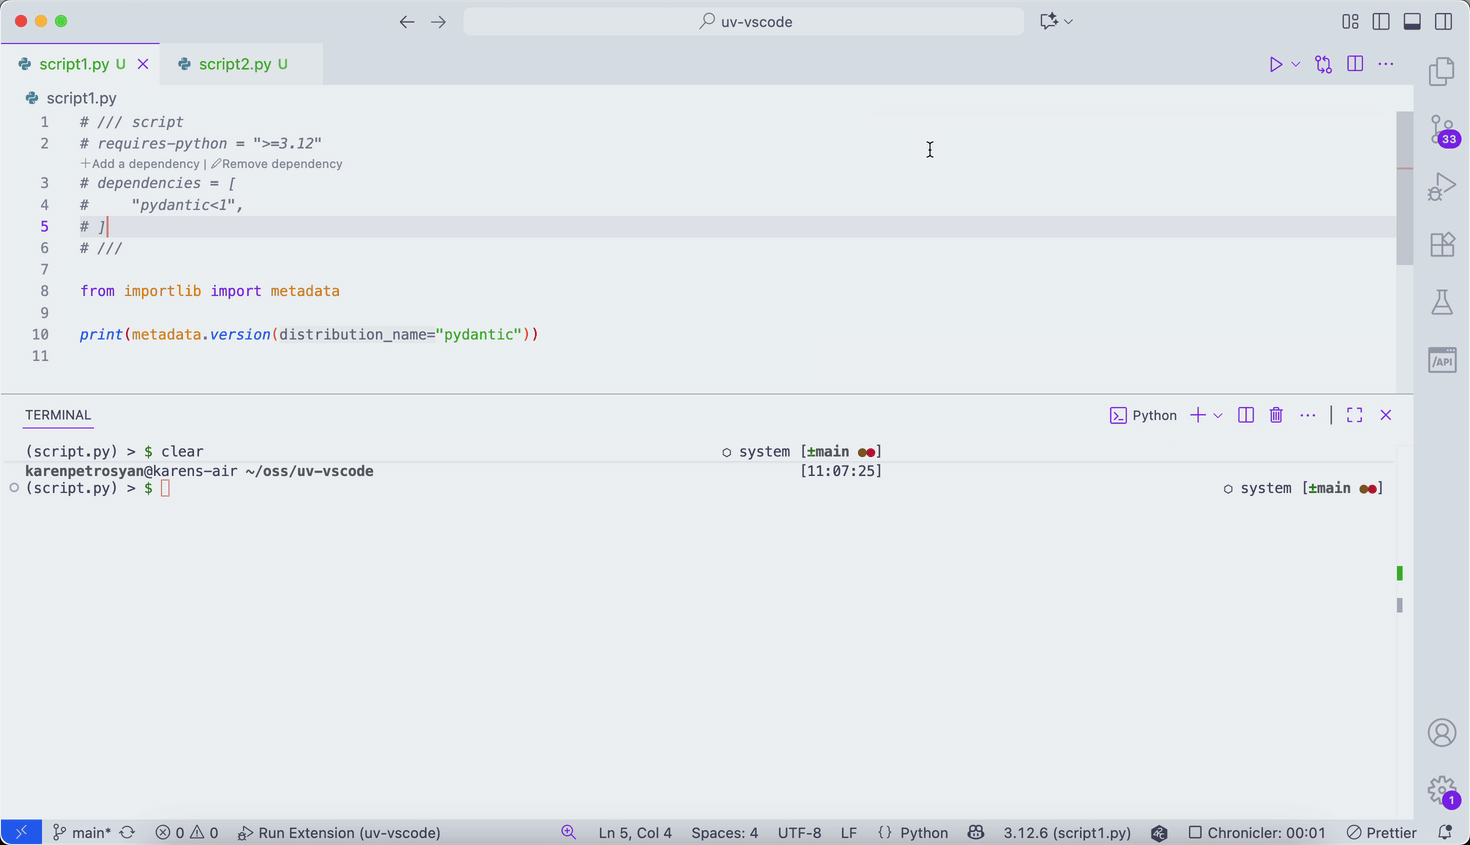 uv-vscode
script1.py U
script2.py U
script1.py
1 # /// script
2 # requires-python = ">=3.12"
Add a dependency | Remove dependency
3 # dependencies = [
4 #     "pydantic<1",
5 # ]
6 # ///
7
8 from importlib import metadata
9
10 print(metadata.version(distribution_name="pydantic"))
11
33
/API
TERMINAL
Python
(script.py) > $ clear
system [±main ●●]
karenpetrosyan@karens-air ~/oss/uv-vscode
[11:07:25]
(script.py) > $
system [±main ●●]
1
main* 0 0 Run Extension (uv-vscode) Ln 5, Col 4 Spaces: 4 UTF-8 LF {} Python 3.12.6 (script1.py) Chronicler: 00:01 Prettier